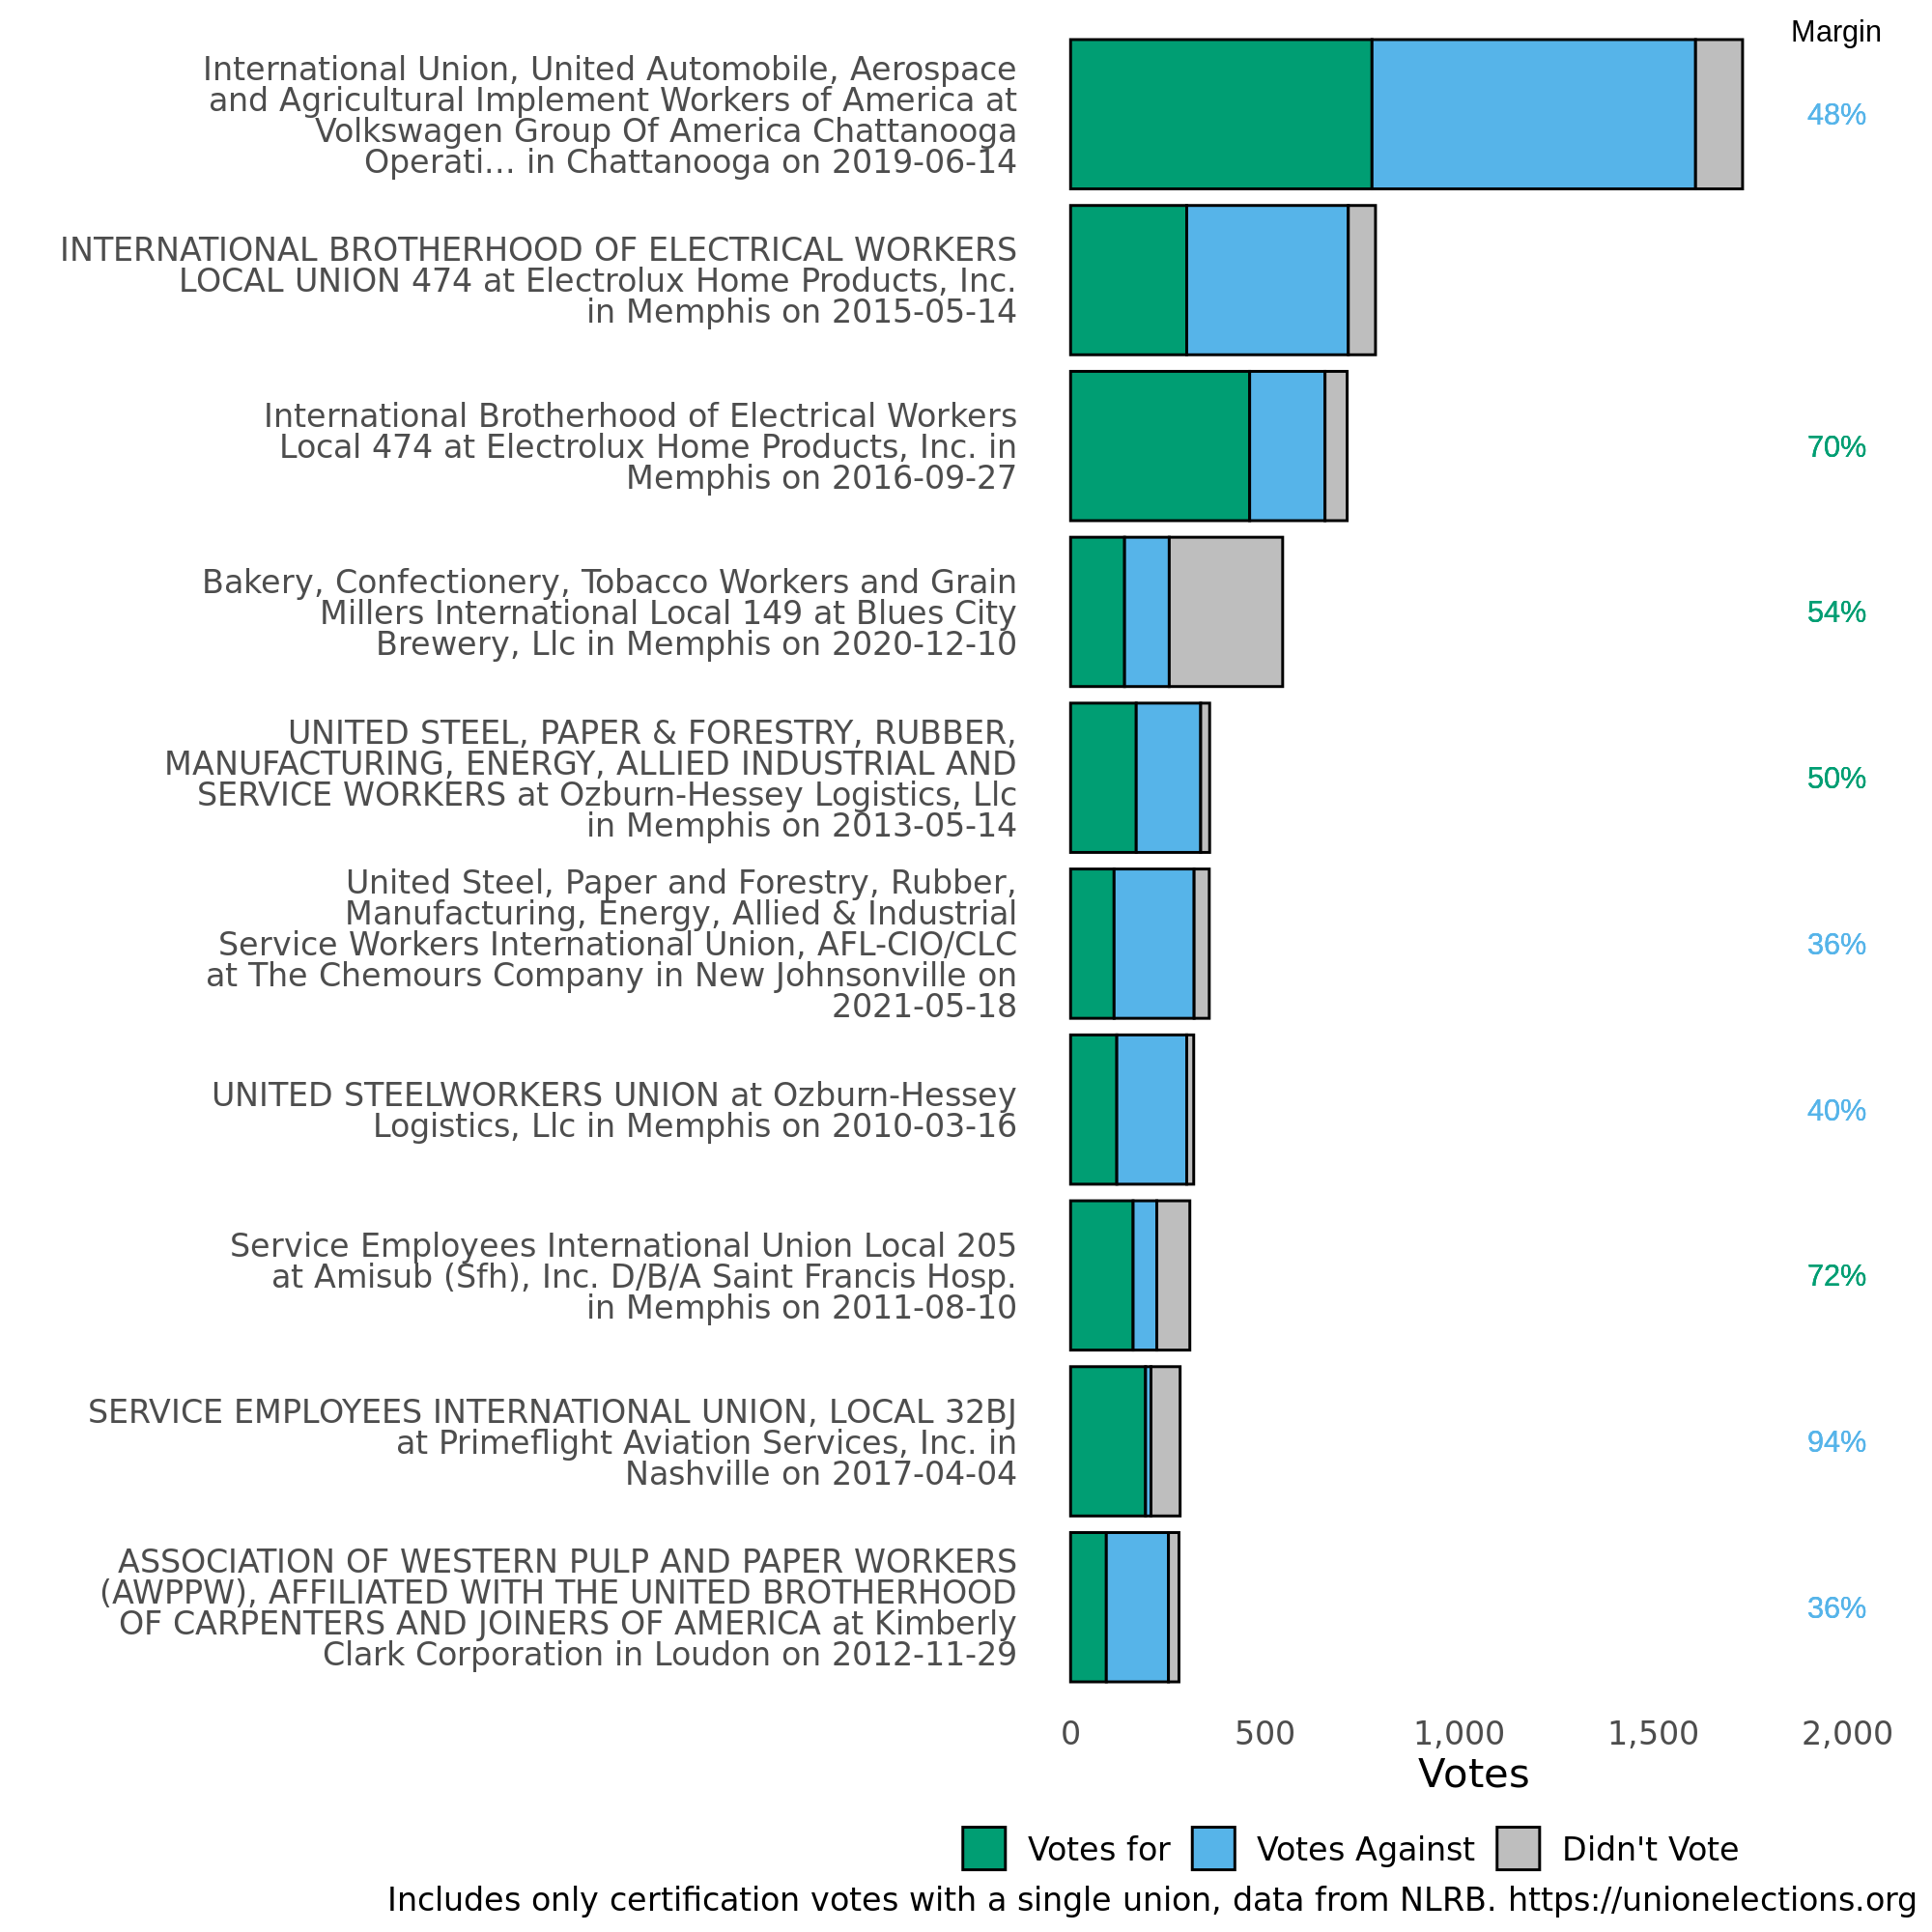 Margin
International Union, United Automobile, Aerospace
and Agricultural Implement Workers of America at
Volkswagen Group Of America Chattanooga
Operati... in Chattanooga on 2019-06-14
48%
INTERNATIONAL BROTHERHOOD OF ELECTRICAL WORKERS
LOCAL UNION 474 at Electrolux Home Products, Inc.
in Memphis on 2015-05-14
International Brotherhood of Electrical Workers
Local 474 at Electrolux Home Products, Inc. in
Memphis on 2016-09-27
70%
Bakery, Confectionery, Tobacco Workers and Grain
Millers International Local 149 at Blues City
Brewery, Llc in Memphis on 2020-12-10
54%
UNITED STEEL, PAPER & FORESTRY, RUBBER,
MANUFACTURING, ENERGY, ALLIED INDUSTRIAL AND
SERVICE WORKERS at Ozburn-Hessey Logistics, Llc
in Memphis on 2013-05-14
50%
United Steel, Paper and Forestry, Rubber,
Manufacturing, Energy, Allied & Industrial
Service Workers International Union, AFL-CIO/CLC
at The Chemours Company in New Johnsonville on
2021-05-18
36%
UNITED STEELWORKERS UNION at Ozburn-Hessey
Logistics, Llc in Memphis on 2010-03-16
40%
Service Employees International Union Local 205
at Amisub (Sfh), Inc. D/B/A Saint Francis Hosp.
in Memphis on 2011-08-10
72%
SERVICE EMPLOYEES INTERNATIONAL UNION, LOCAL 32BJ
at Primeflight Aviation Services, Inc. in
Nashville on 2017-04-04
94%
ASSOCIATION OF WESTERN PULP AND PAPER WORKERS
(AWPPW), AFFILIATED WITH THE UNITED BROTHERHOOD
OF CARPENTERS AND JOINERS OF AMERICA at Kimberly
Clark Corporation in Loudon on 2012-11-29
36%
0 500 1,000 1,500 2,000
Votes
Votes for Votes Against Didn't Vote
Includes only certification votes with a single union, data from NLRB. https://unionelections.org